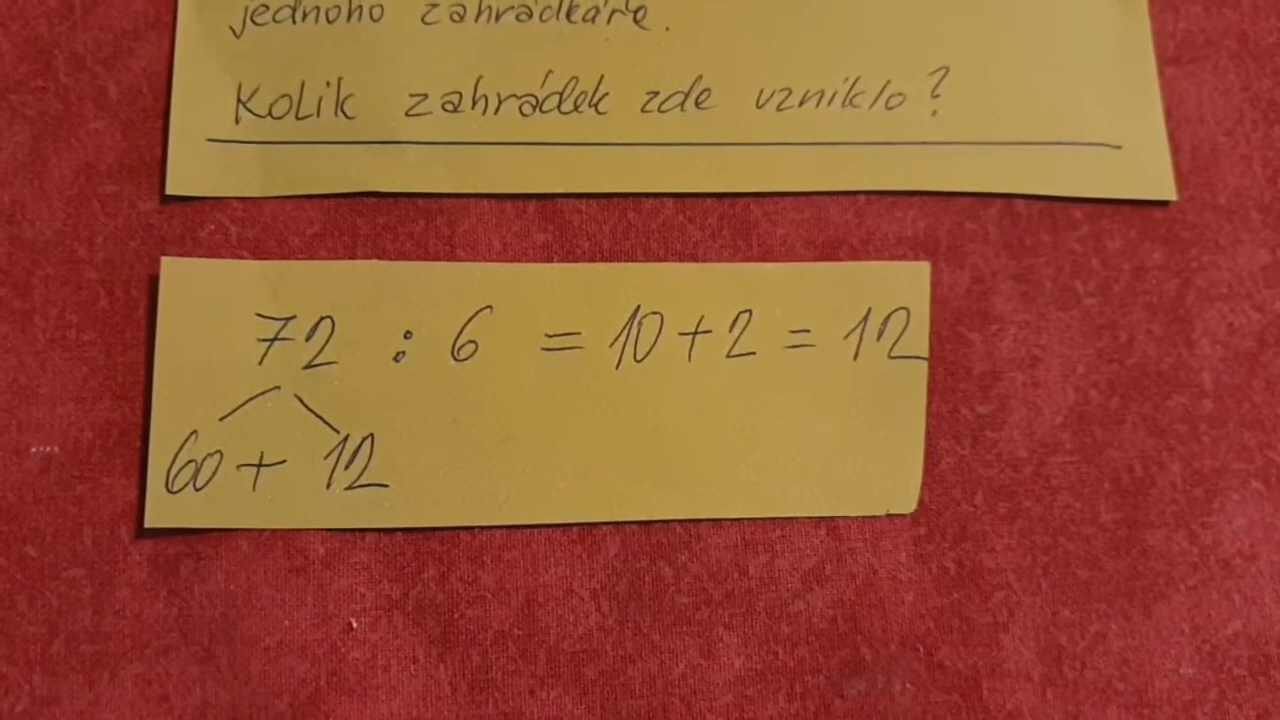 jednoho zahrádkáře.
Kolik zahrádek zde vzniklo?
72 : 6 = 10 + 2 = 12
60 + 12